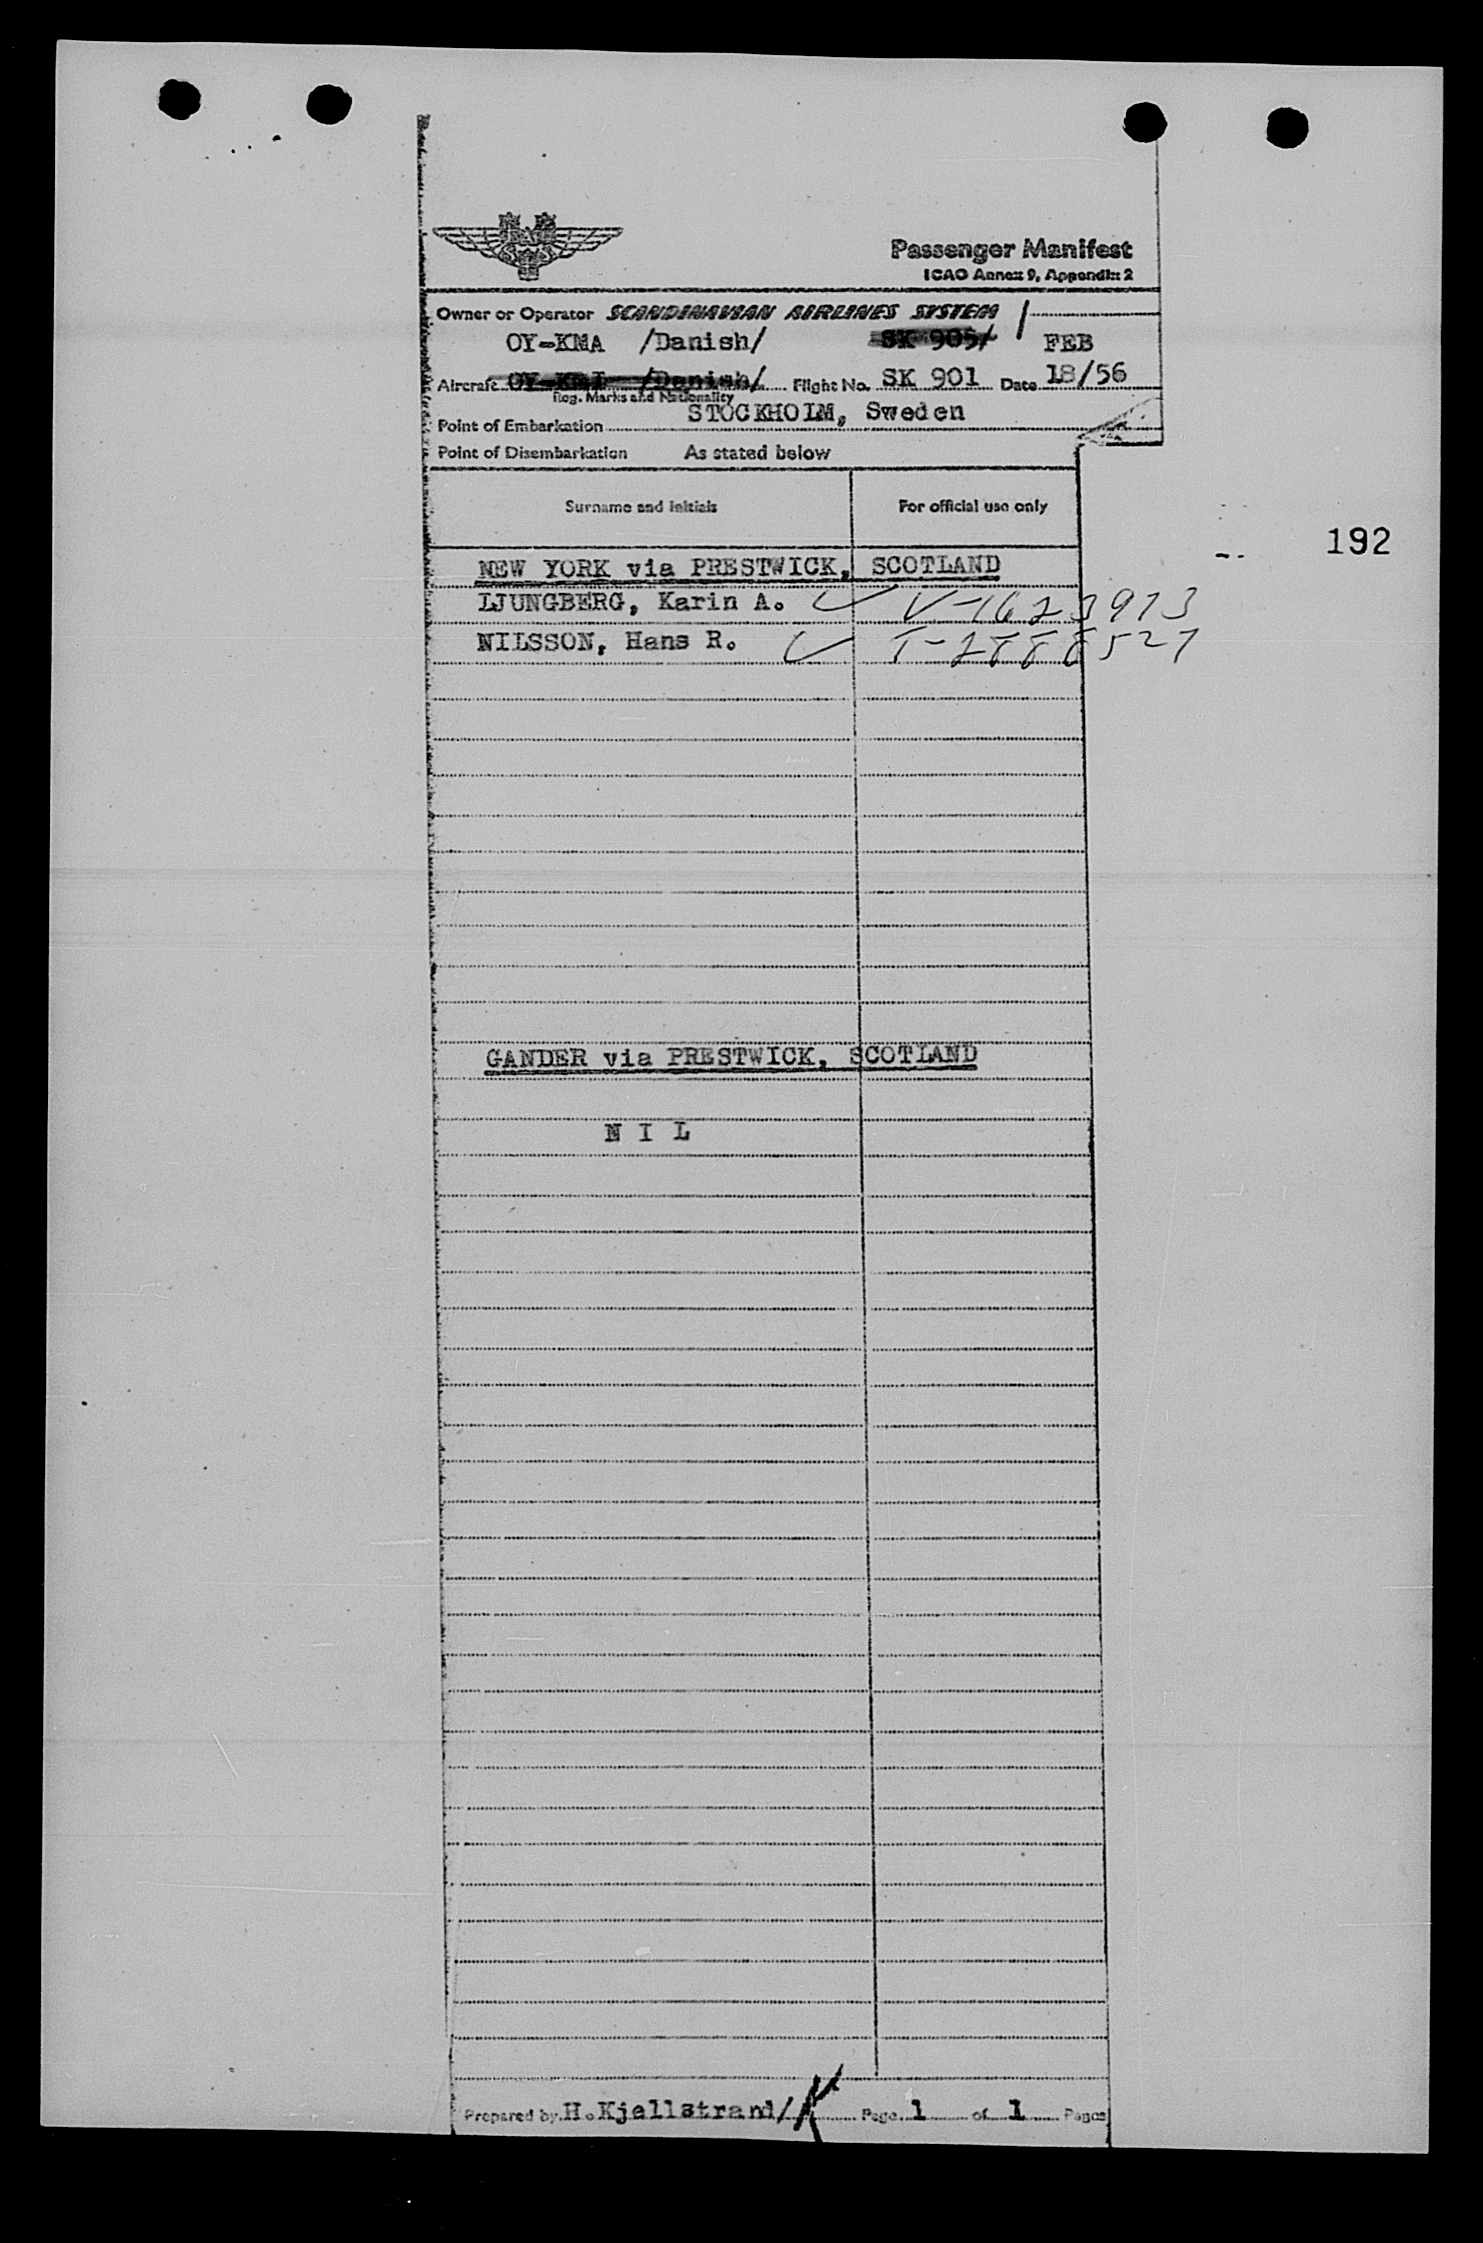 Passenger Manifest
ICAO Annex 9, Appendix 2
Owner or Operator SCANDINAVIAN AIRLINES SYSTEM
OY-KMA /Danish/ SK 905/ FEB
Aircraft /Danish/ Flight No. SK 901 Date 18/56
Reg. Marks and Nationality
Point of Embarkation STOCKHOLM, Sweden
Point of Disembarkation As stated below
Surname and initials For official use only
192
NEW YORK via PRESTWICK, SCOTLAND
LJUNGBERG, Karin A. V-1623973
NILSSON, Hans R. T-2888527
GANDER via PRESTWICK, SCOTLAND
N I L
Prepared by H.Kjellstrand/ Page 1 of 1 Pages